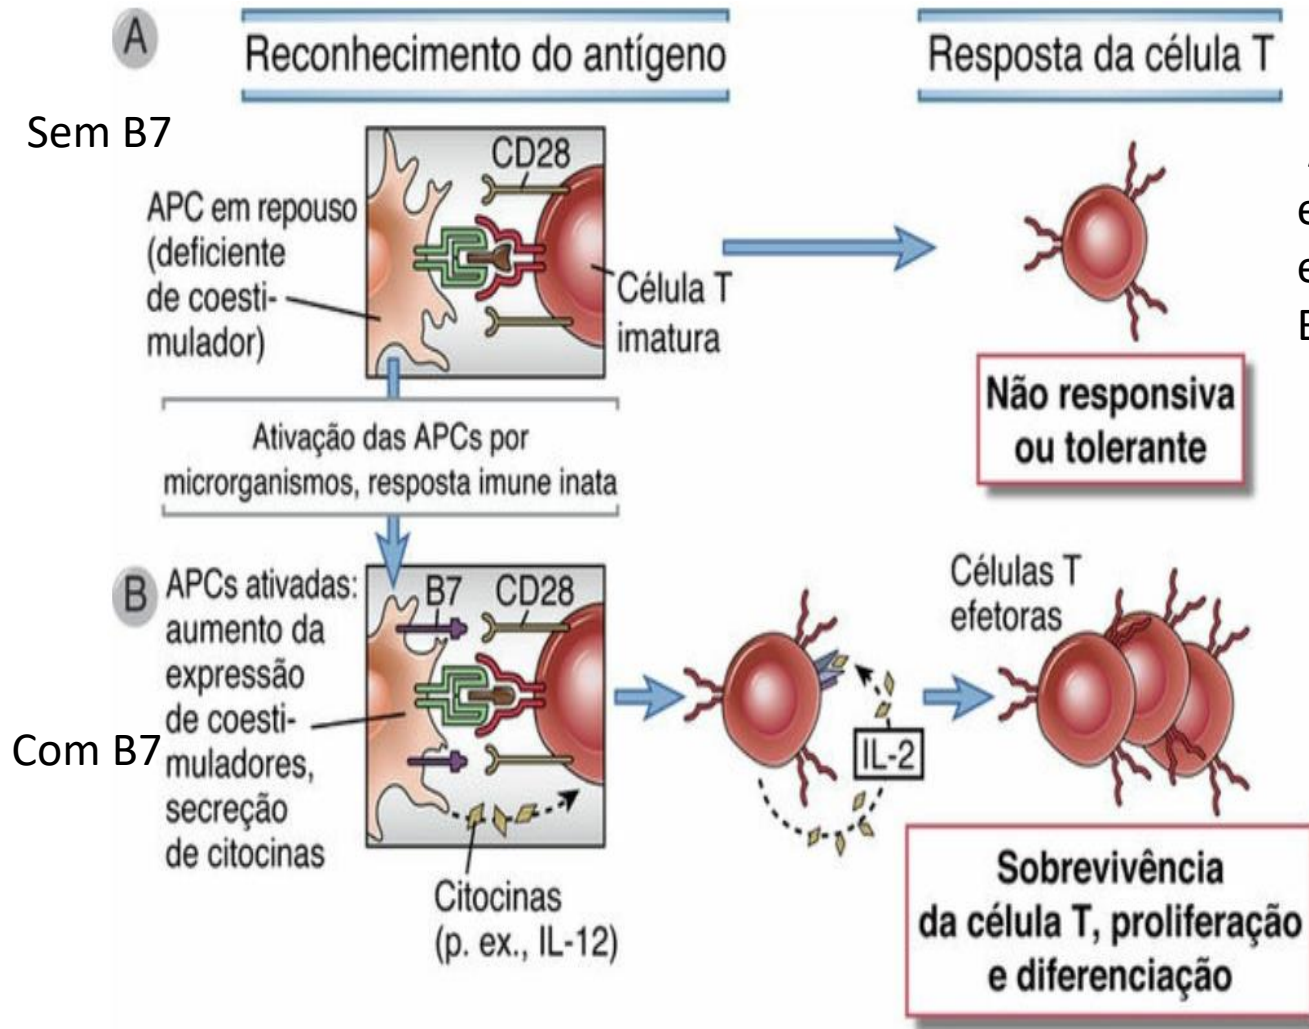 A
Reconhecimento do antígeno
Resposta da célula T
Sem B7
CD28
APC em repouso
(deficiente
de coesti-
mulador)
Célula T
imatura
Não responsiva
ou tolerante
Ativação das APCs por
microrganismos, resposta imune inata
B
APCs ativadas:
aumento da
expressão
de coesti-
muladores,
secreção
de citocinas
Com B7
B7
CD28
Citocinas
(p. ex., IL-12)
IL-2
Células T
efetoras
Sobrevivência
da célula T, proliferação
e diferenciação